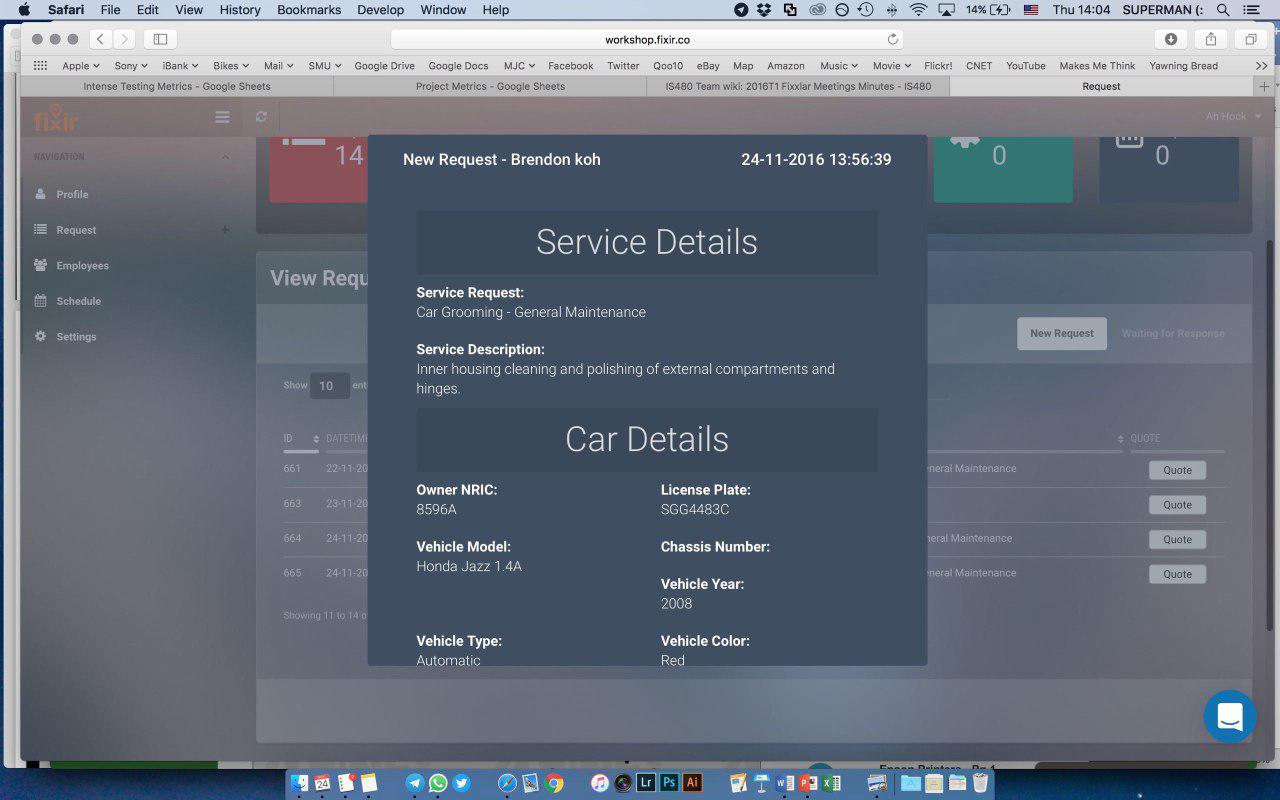 Safari File Edit View History Bookmarks Develop Window Help 14% Thu 14:04 SUPERMAN (:
workshop.fixir.co
Apple Sony iBank Bikes Mail SMU Google Drive Google Docs MJC Facebook Twitter Qoo10 eBay Map Amazon Music Movie Flickr! CNET YouTube Makes Me Think Yawning Bread
Intense Testing Metrics - Google Sheets Project Metrics - Google Sheets IS480 Team wiki: 2016T1 Fixxlar Meetings Minutes - IS480 Request
fixir Ah Hock
NAVIGATION
Profile
Request
Employees
Schedule
Settings
14 0 0
View Requ
New Request Waiting for Response
Show 10 ent
ID DATETIME QUOTE
661 22-11-20 eneral Maintenance Quote
663 23-11-20 Quote
664 24-11-20 neral Maintenance Quote
665 24-11-20 eneral Maintenance Quote
Showing 11 to 14 o
New Request - Brendon koh 24-11-2016 13:56:39
Service Details
Service Request:
Car Grooming - General Maintenance
Service Description:
Inner housing cleaning and polishing of external compartments and
hinges.
Car Details
Owner NRIC: License Plate:
8596A SGG4483C
Vehicle Model: Chassis Number:
Honda Jazz 1.4A
Vehicle Year:
2008
Vehicle Type: Vehicle Color:
Automatic Red
24 Lr Ps Ai